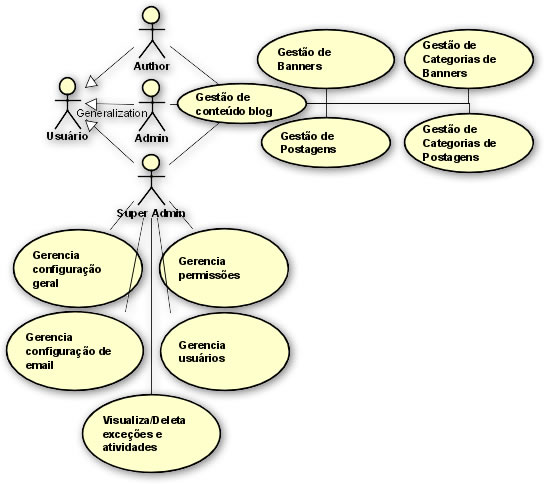 Author
Usuário
Generalization
Admin
Super Admin
Gestão de
conteúdo blog
Gestão de
Banners
Gestão de
Categorias de
Banners
Gestão de
Postagens
Gestão de
Categorias de
Postagens
Gerencia
configuração
geral
Gerencia
permissões
Gerencia
configuração de
email
Gerencia
usuários
Visualiza/Deleta
exceções e
atividades